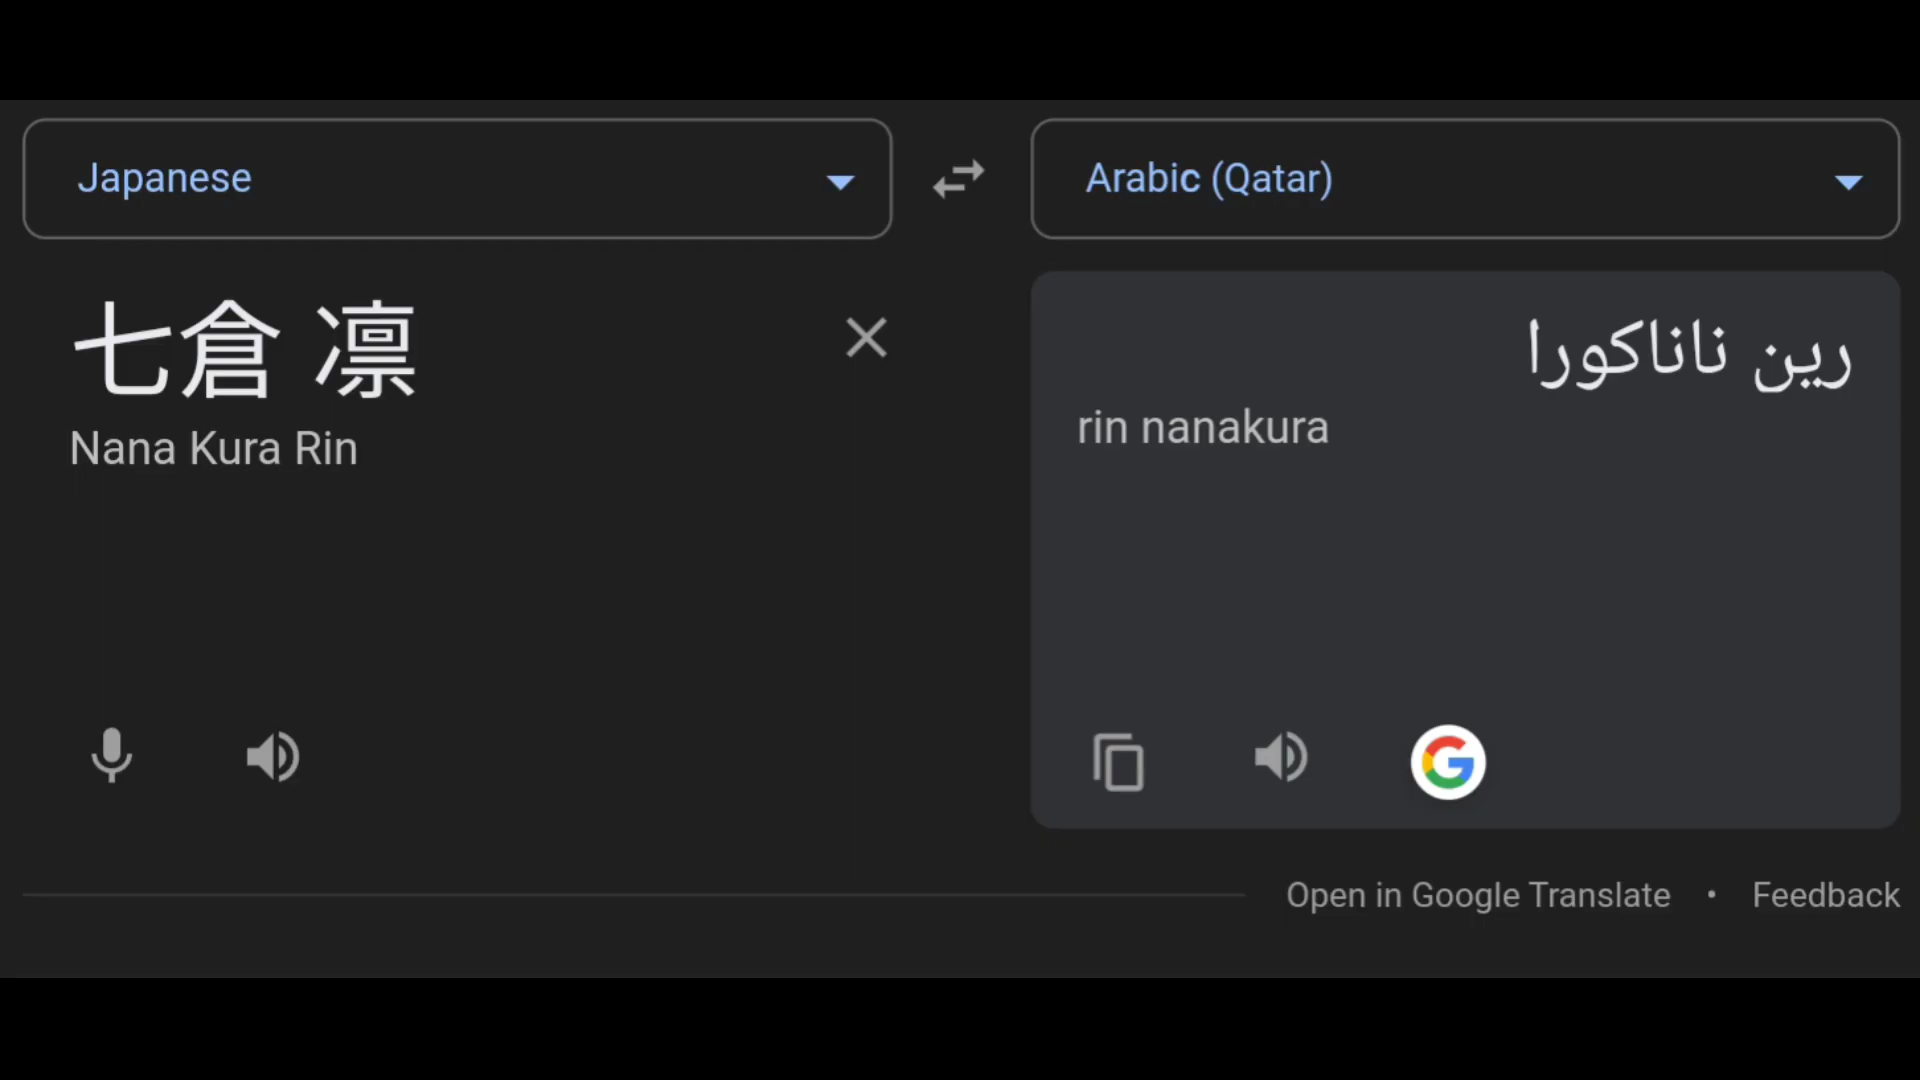 Japanese
Arabic (Qatar)
七倉 凛
Nana Kura Rin
رين ناناكورا
rin nanakura
Open in Google Translate • Feedback